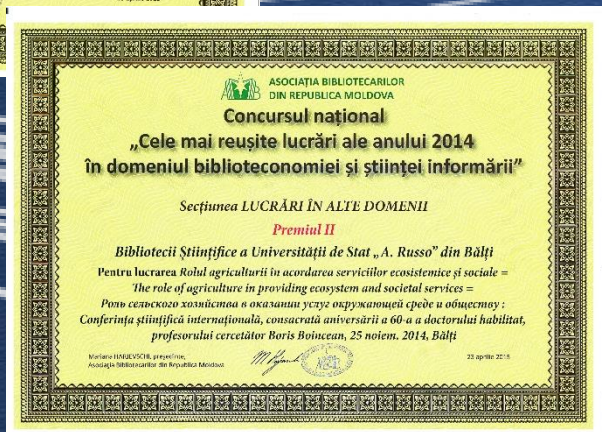 ASOCIAȚIA BIBLIOTECARILOR
DIN REPUBLICA MOLDOVA
Concursul național
„Cele mai reușite lucrări ale anului 2014
în domeniul biblioteconomiei și științei informării”
Secțiunea LUCRĂRI ÎN ALTE DOMENII
Premiul II
Bibliotecii Științifice a Universității de Stat „A. Russo” din Bălți
Pentru lucrarea Rolul agriculturii în acordarea serviciilor ecosistemice și sociale =
The role of agriculture in providing ecosystem and societal services =
Роль сельского хозяйства в оказании услуг окружающей среде и обществу :
Conferința științifică internațională, consacrată aniversării a 60-a a doctorului habilitat,
profesorului cercetător Boris Boincean, 25 noiem. 2014, Bălți
Mariana HARJEVSCHI, președinte,
Asociația Bibliotecarilor din Republica Moldova
23 aprilie 2015